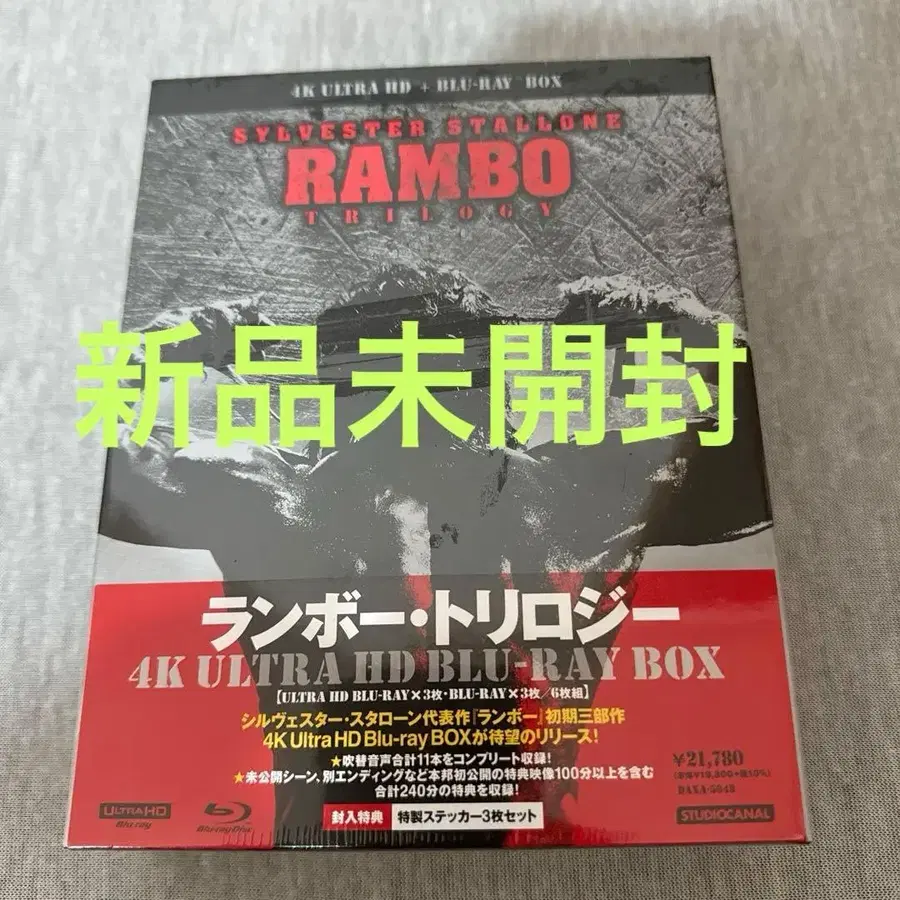 4K ULTRA HD + BLU-RAY BOX
SYLVESTER STALLONE
RAMBO
TRILOGY
新品未開封
ランボー・トリロジー
4K ULTRA HD BLU-RAY BOX
【ULTRA HD BLU-RAY×3枚・BLU-RAY×3枚/6枚組】
シルヴェスター・スタローン代表作『ランボー』初期三部作
4K Ultra HD Blu-ray BOXが待望のリリース!
★吹替音声合計11本をコンプリート収録!
★未公開シーン、別エンディングなど本邦初公開の特典映像100分以上を含む
合計240分の特典を収録!
¥21,780
DAXA-5843
封入特典 特製ステッカー3枚セット
ULTRA HD Blu-ray
Blu-ray Disc
STUDIOCANAL